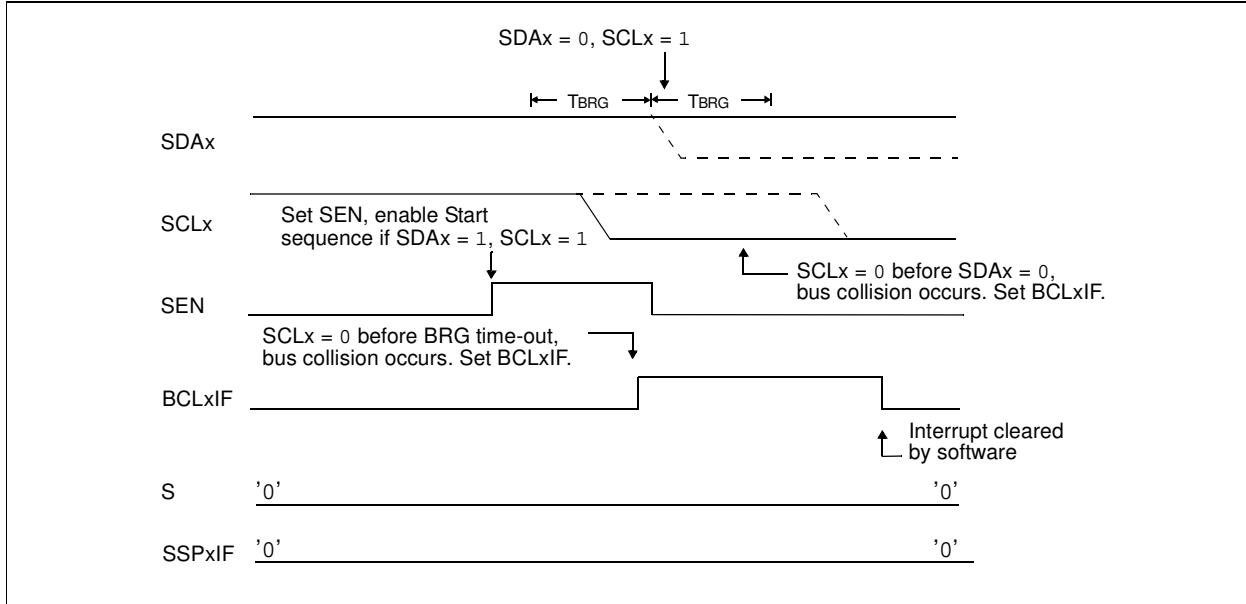 SDAx = 0, SCLx = 1
TBRG TBRG
SDAx
SCLx
Set SEN, enable Start
sequence if SDAx = 1, SCLx = 1
SCLx = 0 before SDAx = 0,
bus collision occurs. Set BCLxIF.
SEN
SCLx = 0 before BRG time-out,
bus collision occurs. Set BCLxIF.
BCLxIF
Interrupt cleared
by software
S '0' '0'
SSPxIF '0' '0'